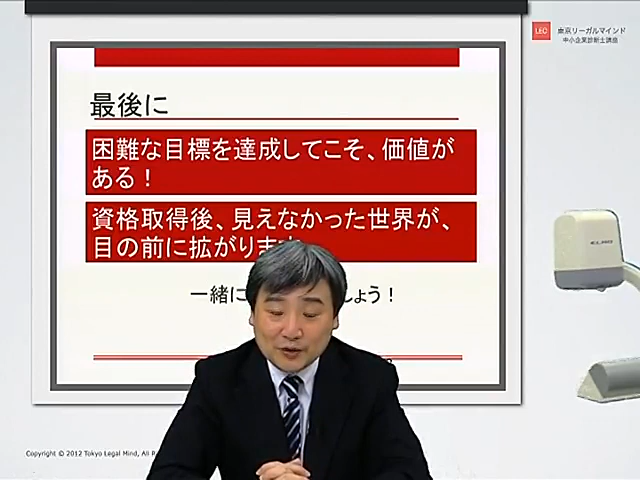 LEC 東京リーガルマインド
中小企業診断士講座
最後に
困難な目標を達成してこそ、価値が
ある！
資格取得後、見えなかった世界が、
目の前に拡がります
一緒に
しょう！
Copyright © 2012 Tokyo Legal Mind, All R